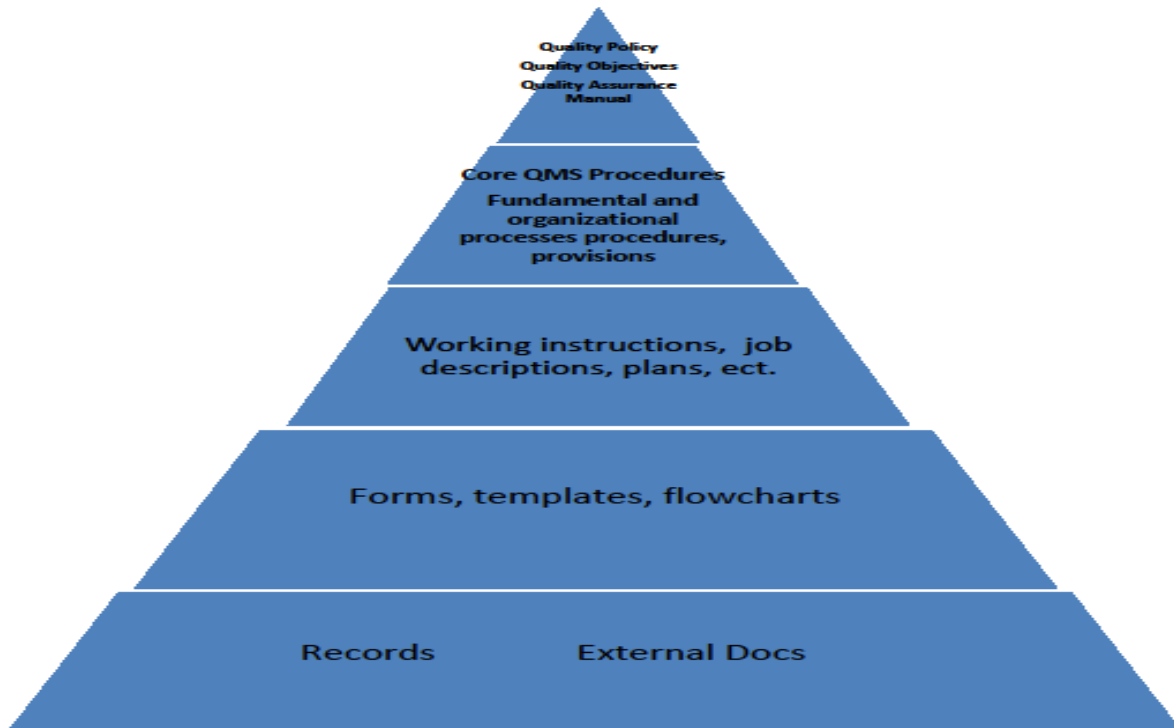 Quality Policy
Quality Objectives
Quality Assurance
Manual
Core QMS Procedures
Fundamental and
organizational
processes procedures,
provisions
Working instructions, job
descriptions, plans, ect.
Forms, templates, flowcharts
Records External Docs